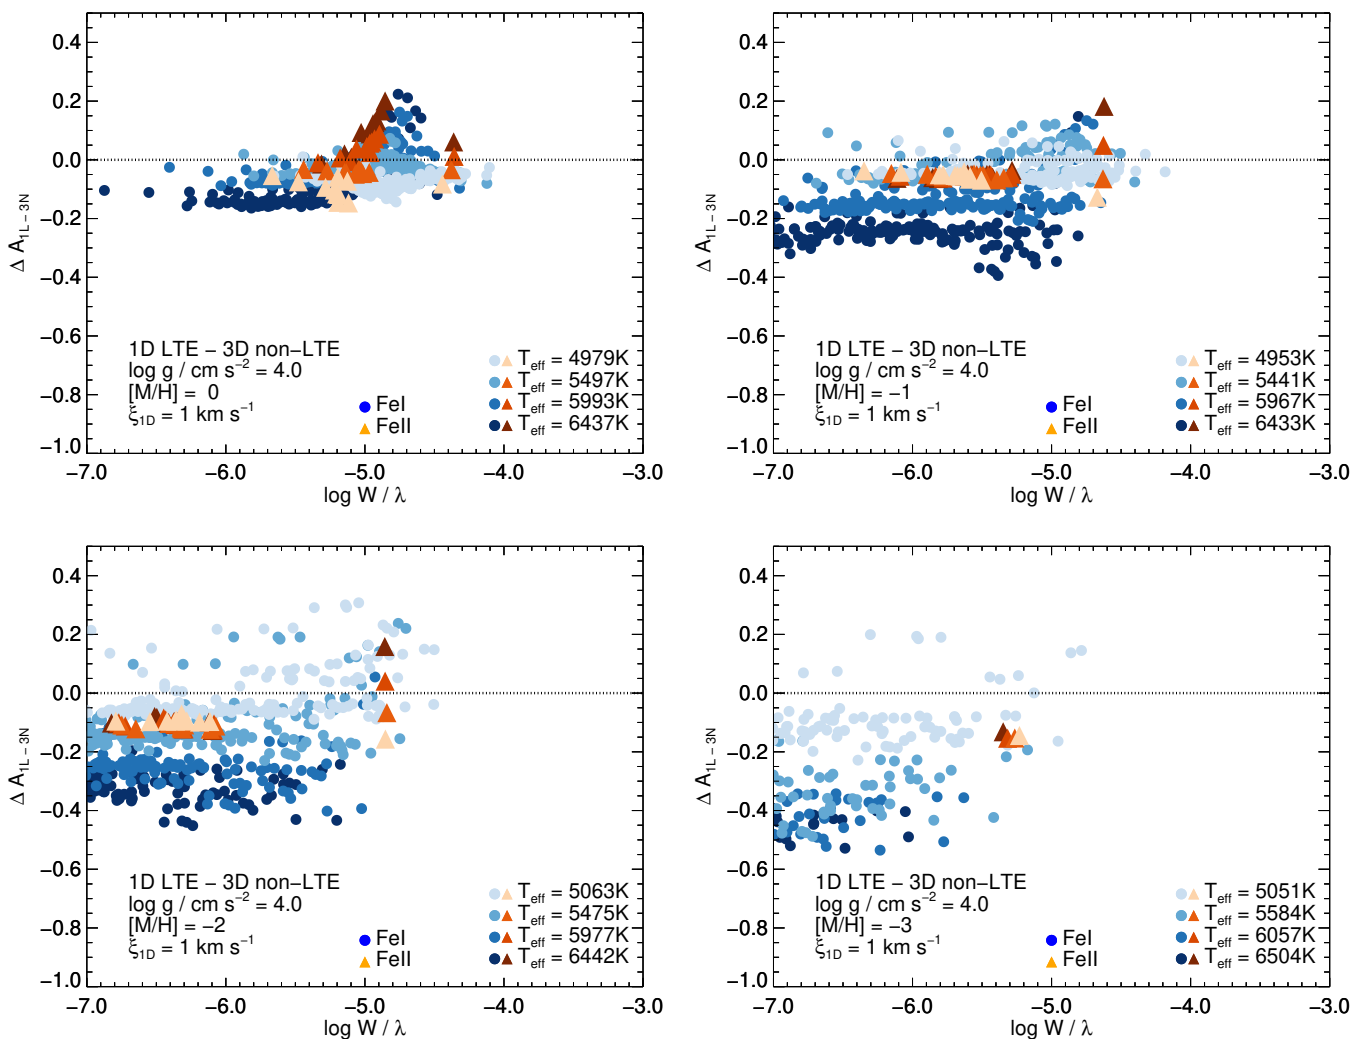 0.4
0.2
0.0
−0.2
−0.4
−0.6
−0.8
−1.0
Δ A1L − 3N
1D LTE − 3D non−LTE
log g / cm s−2 = 4.0
[M/H] = 0
ξ1D = 1 km s−1
FeI
FeII
Teff = 4979K
Teff = 5497K
Teff = 5993K
Teff = 6437K
−7.0 −6.0 −5.0 −4.0 −3.0
log W / λ
0.4
0.2
0.0
−0.2
−0.4
−0.6
−0.8
−1.0
Δ A1L − 3N
1D LTE − 3D non−LTE
log g / cm s−2 = 4.0
[M/H] = −1
ξ1D = 1 km s−1
FeI
FeII
Teff = 4953K
Teff = 5441K
Teff = 5967K
Teff = 6433K
−7.0 −6.0 −5.0 −4.0 −3.0
log W / λ
0.4
0.2
0.0
−0.2
−0.4
−0.6
−0.8
−1.0
Δ A1L − 3N
1D LTE − 3D non−LTE
log g / cm s−2 = 4.0
[M/H] = −2
ξ1D = 1 km s−1
FeI
FeII
Teff = 5063K
Teff = 5475K
Teff = 5977K
Teff = 6442K
−7.0 −6.0 −5.0 −4.0 −3.0
log W / λ
0.4
0.2
0.0
−0.2
−0.4
−0.6
−0.8
−1.0
Δ A1L − 3N
1D LTE − 3D non−LTE
log g / cm s−2 = 4.0
[M/H] = −3
ξ1D = 1 km s−1
FeI
FeII
Teff = 5051K
Teff = 5584K
Teff = 6057K
Teff = 6504K
−7.0 −6.0 −5.0 −4.0 −3.0
log W / λ